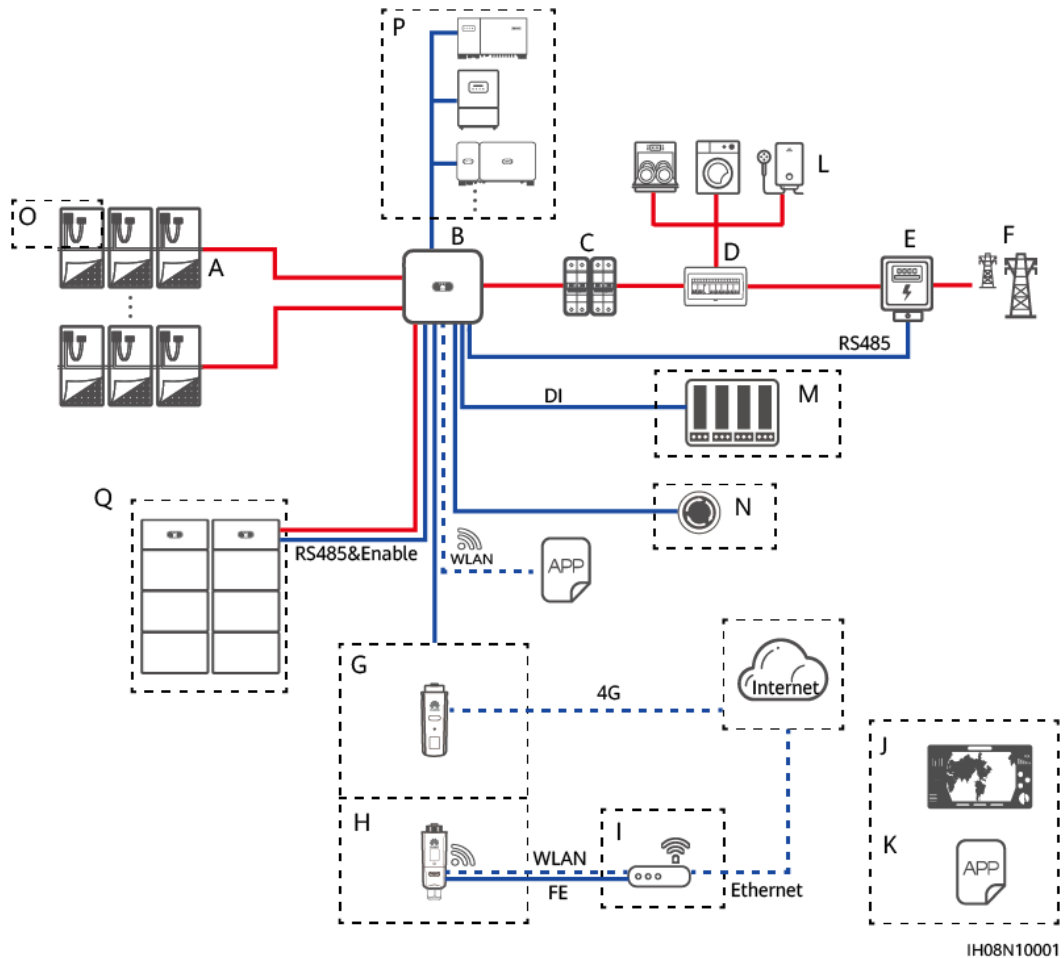 P
O
A
B
C
D
L
E
F
RS485
DI
M
N
Q
RS485&Enable
WLAN
APP
G
4G
Internet
H
WLAN
FE
I
Ethernet
J
K
APP
IH08N10001